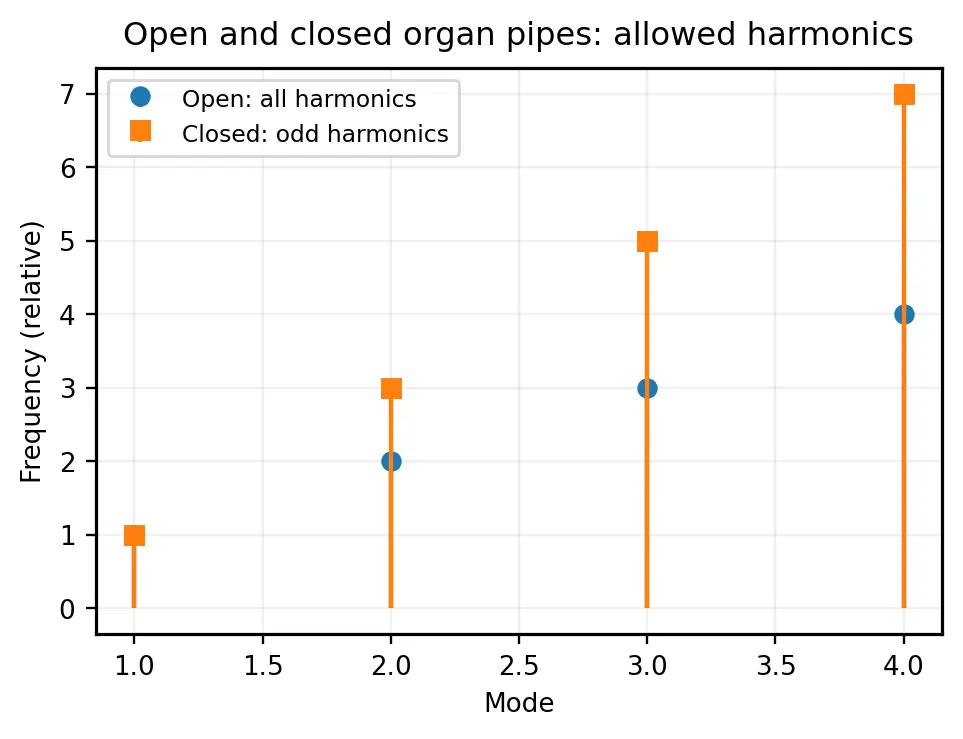 Open and closed organ pipes: allowed harmonics
Open: all harmonics
Closed: odd harmonics
Frequency (relative)
7
6
5
4
3
2
1
0
1.0 1.5 2.0 2.5 3.0 3.5 4.0
Mode